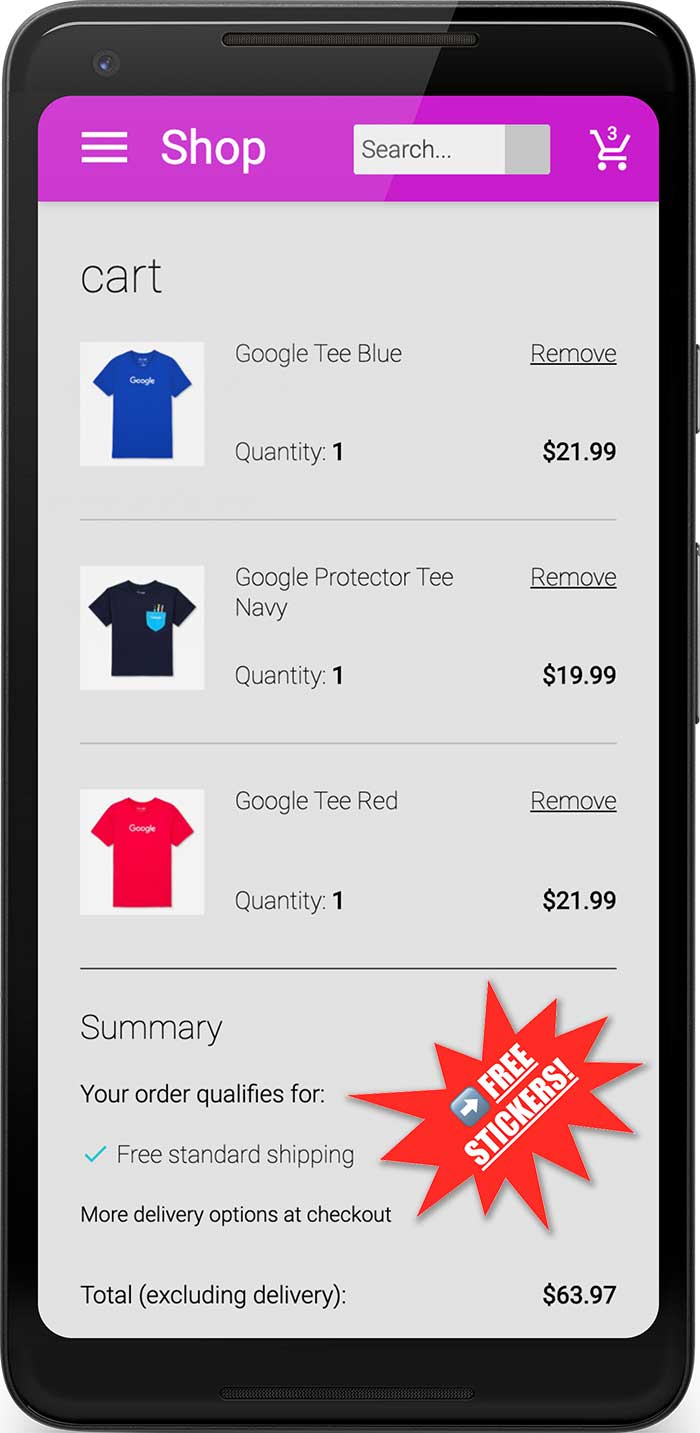 Shop
Search...
3
cart
Google Tee Blue
Remove
Google
Quantity: 1
$21.99
Google Protector Tee
Remove
Navy
Quantity: 1
$19.99
Google Tee Red
Remove
Google
Quantity: 1
$21.99
Summary
FREE
STICKERS!
Your order qualifies for:
Free standard shipping
More delivery options at checkout
Total (excluding delivery):
$63.97